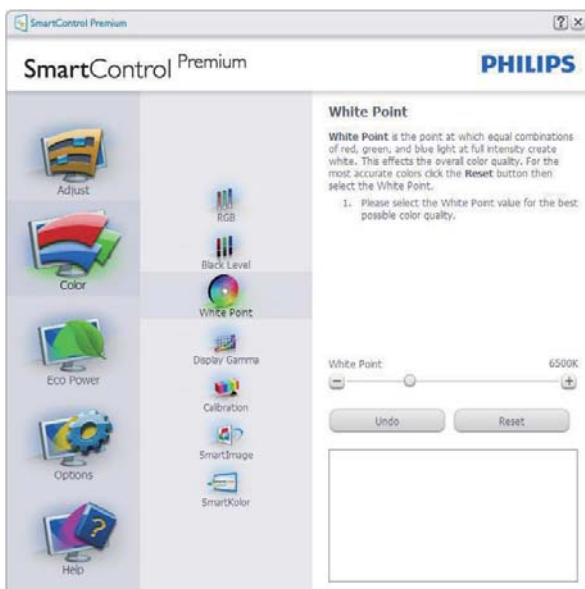 SmartControl Premium
SmartControl Premium
PHILIPS
Adjust
Color
Eco Power
Options
Help
RGB
Black Level
White Point
Display Gamma
Calibration
SmartImage
SmartKolor
White Point
White Point is the point at which equal combinations
of red, green, and blue light at full intensity create
white. This effects the overall color quality. For the
most accurate colors click the Reset button then
select the White Point.
1. Please select the White Point value for the best
possible color quality.
White Point 6500K
Undo Reset